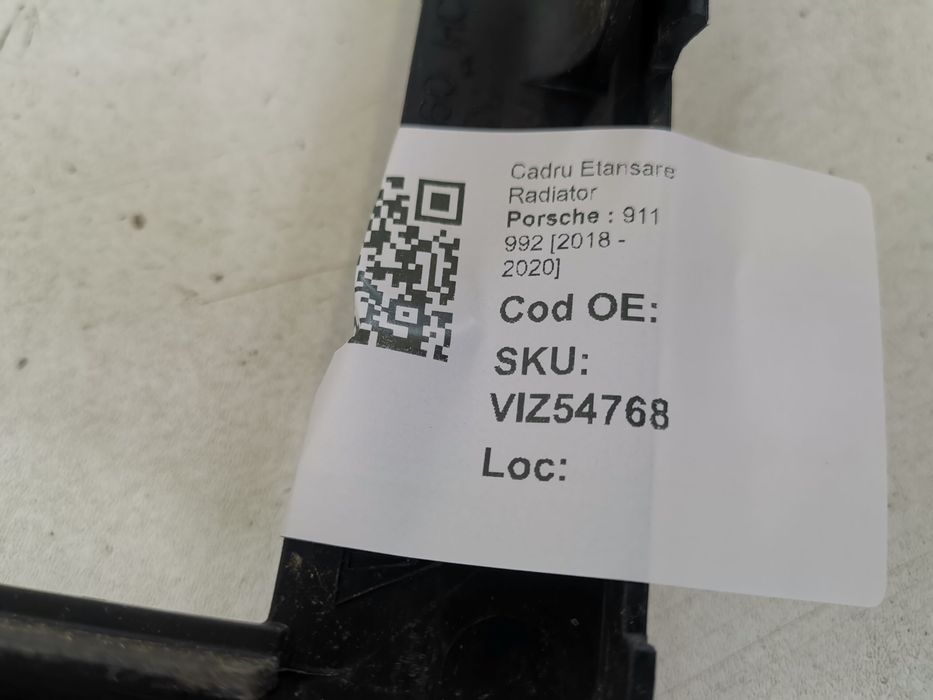 Cadru Etansare
Radiator
Porsche : 911
992 [2018 -
2020]
Cod OE:
SKU:
VIZ54768
Loc: